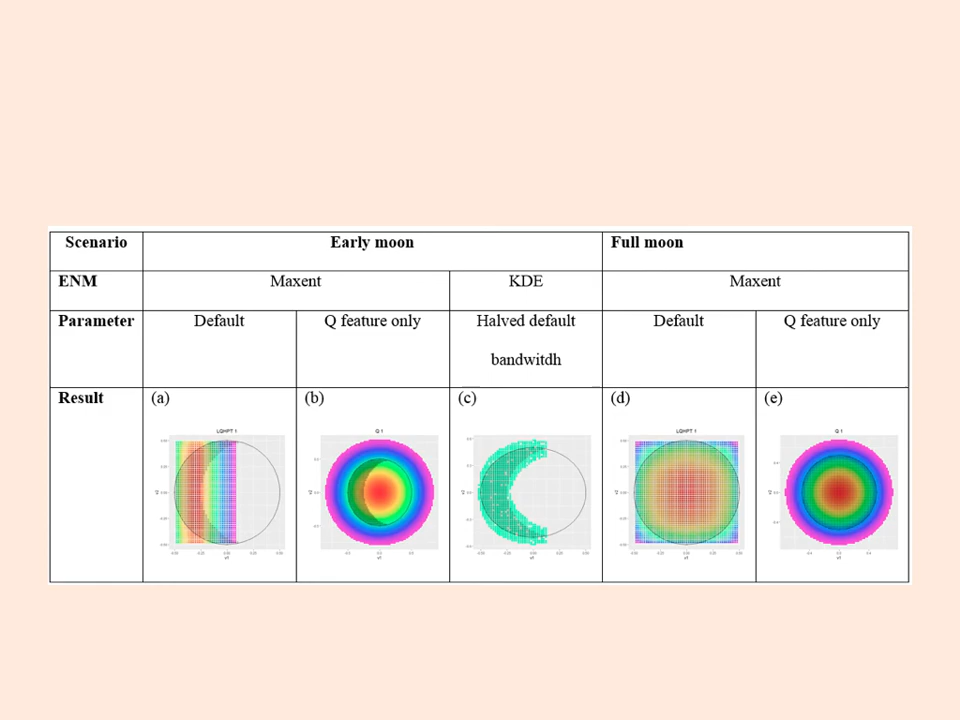 Scenario Early moon Full moon
ENM Maxent KDE Maxent
Parameter Default Q feature only Halved default Default Q feature only
bandwitdh
Result (a) (b) (c) (d) (e)
LQHPT 1 Q 1 LQHPT 1 Q 1